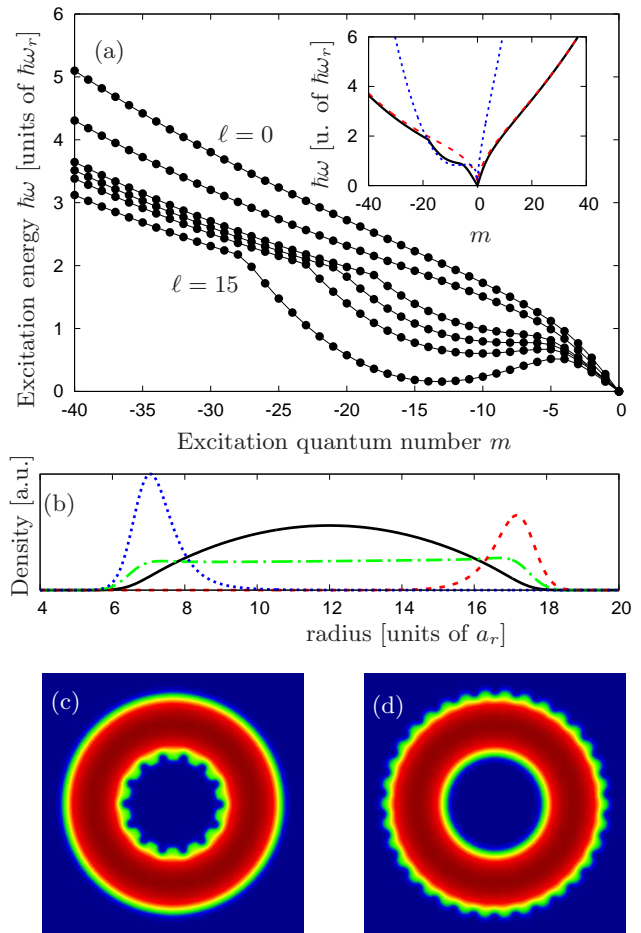 (a)
Excitation energy ℏω [units of ℏω_r]
6
5
4
3
2
1
0
ℓ = 0
ℓ = 15
-40 -35 -30 -25 -20 -15 -10 -5 0
Excitation quantum number m
ℏω [u. of ℏω_r]
6
4
2
0
-40 -20 0 20 40
m
(b)
Density [a.u.]
4 6 8 10 12 14 16 18 20
radius [units of a_r]
(c) (d)